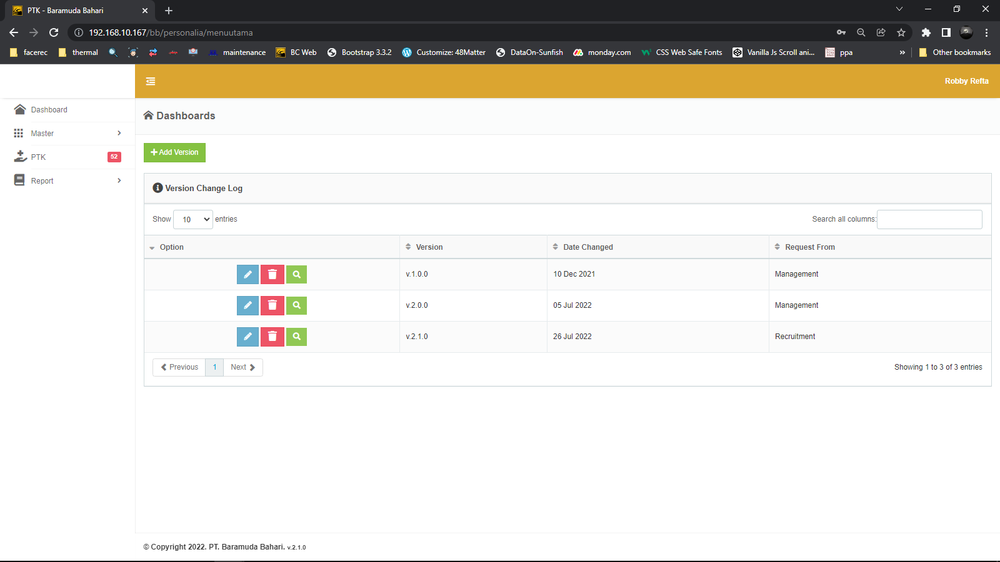 PTK - Baramuda Bahari
192.168.10.167/bb/personalia/menuutama
facerec thermal maintenance BC Web Bootstrap 3.3.2 Customize: 48Matter DataOn-Sunfish monday.com CSS Web Safe Fonts Vanilla Js Scroll ani... ppa » Other bookmarks
Robby Refta
Dashboard
Master
PTK 52
Report
Dashboards
Add Version
Version Change Log
Show 10 entries Search all columns:
Option Version Date Changed Request From
v.1.0.0 10 Dec 2021 Management
v.2.0.0 05 Jul 2022 Management
v.2.1.0 26 Jul 2022 Recruitment
Previous 1 Next Showing 1 to 3 of 3 entries
© Copyright 2022. PT. Baramuda Bahari. v.2.1.0